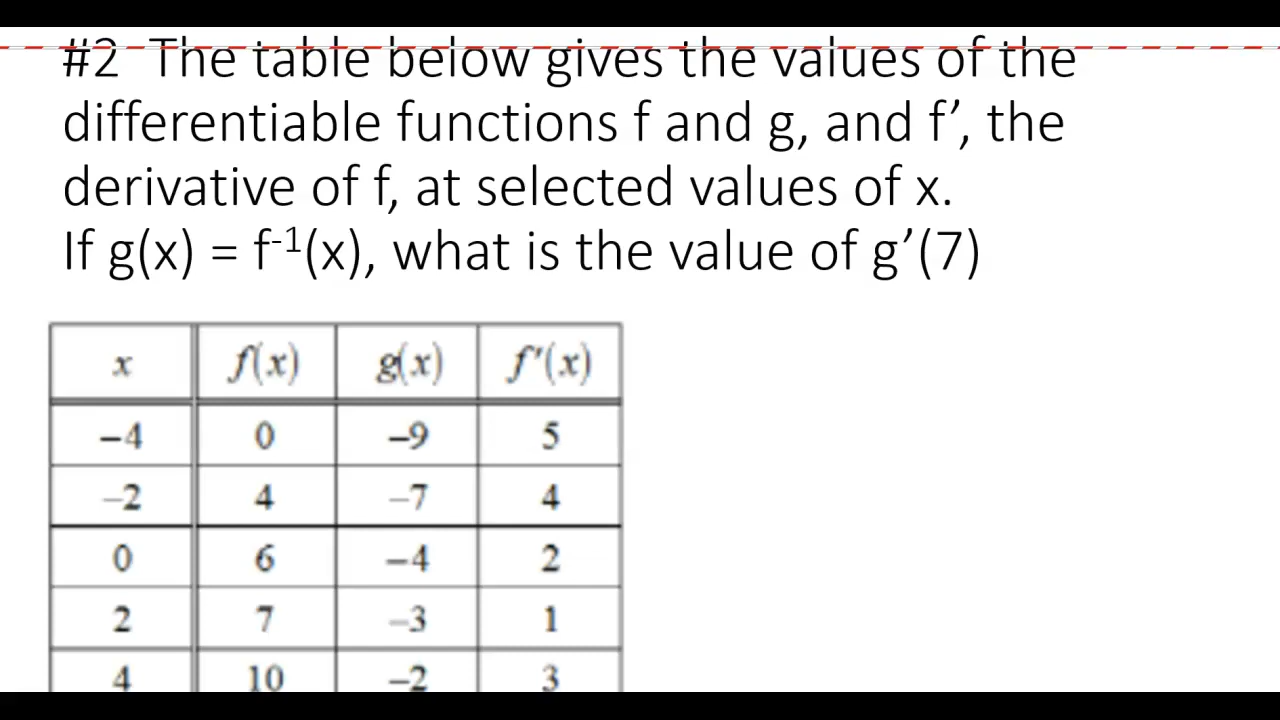 #2 The table below gives the values of the
differentiable functions f and g, and f’, the
derivative of f, at selected values of x.
If g(x) = f⁻¹(x), what is the value of g’(7)
x f(x) g(x) f′(x)
−4 0 −9 5
−2 4 −7 4
0 6 −4 2
2 7 −3 1
4 10 −2 3